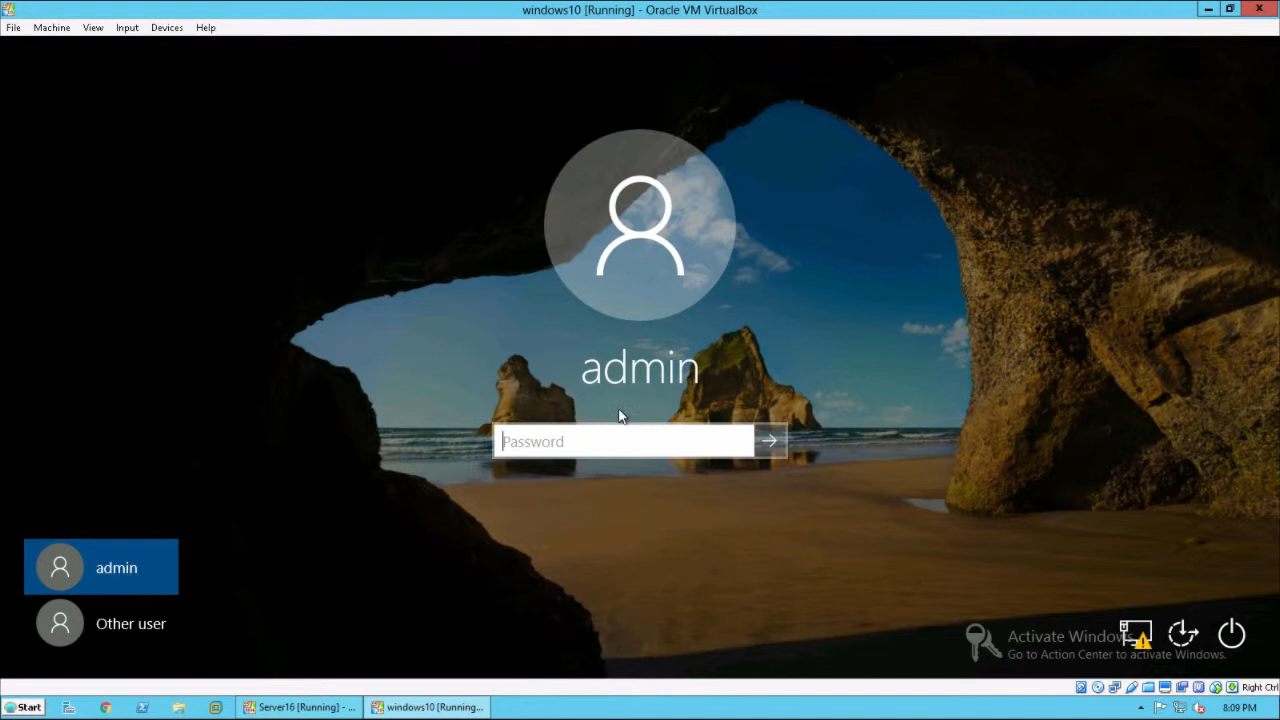 windows10 [Running] - Oracle VM VirtualBox
File Machine View Input Devices Help
admin
Password
admin
Other user
Activate Windows
Go to Action Center to activate Windows.
Right Ctrl
Start
Server16 [Running] - ...
windows10 [Running...
8:09 PM